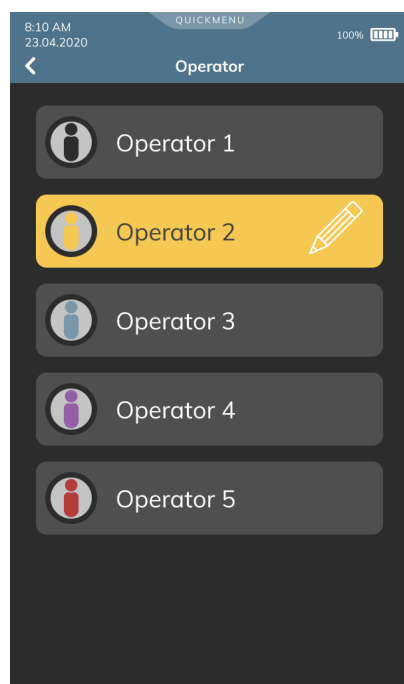 8:10 AM
23.04.2020
QUICKMENU
100%
Operator
Operator 1
Operator 2
Operator 3
Operator 4
Operator 5